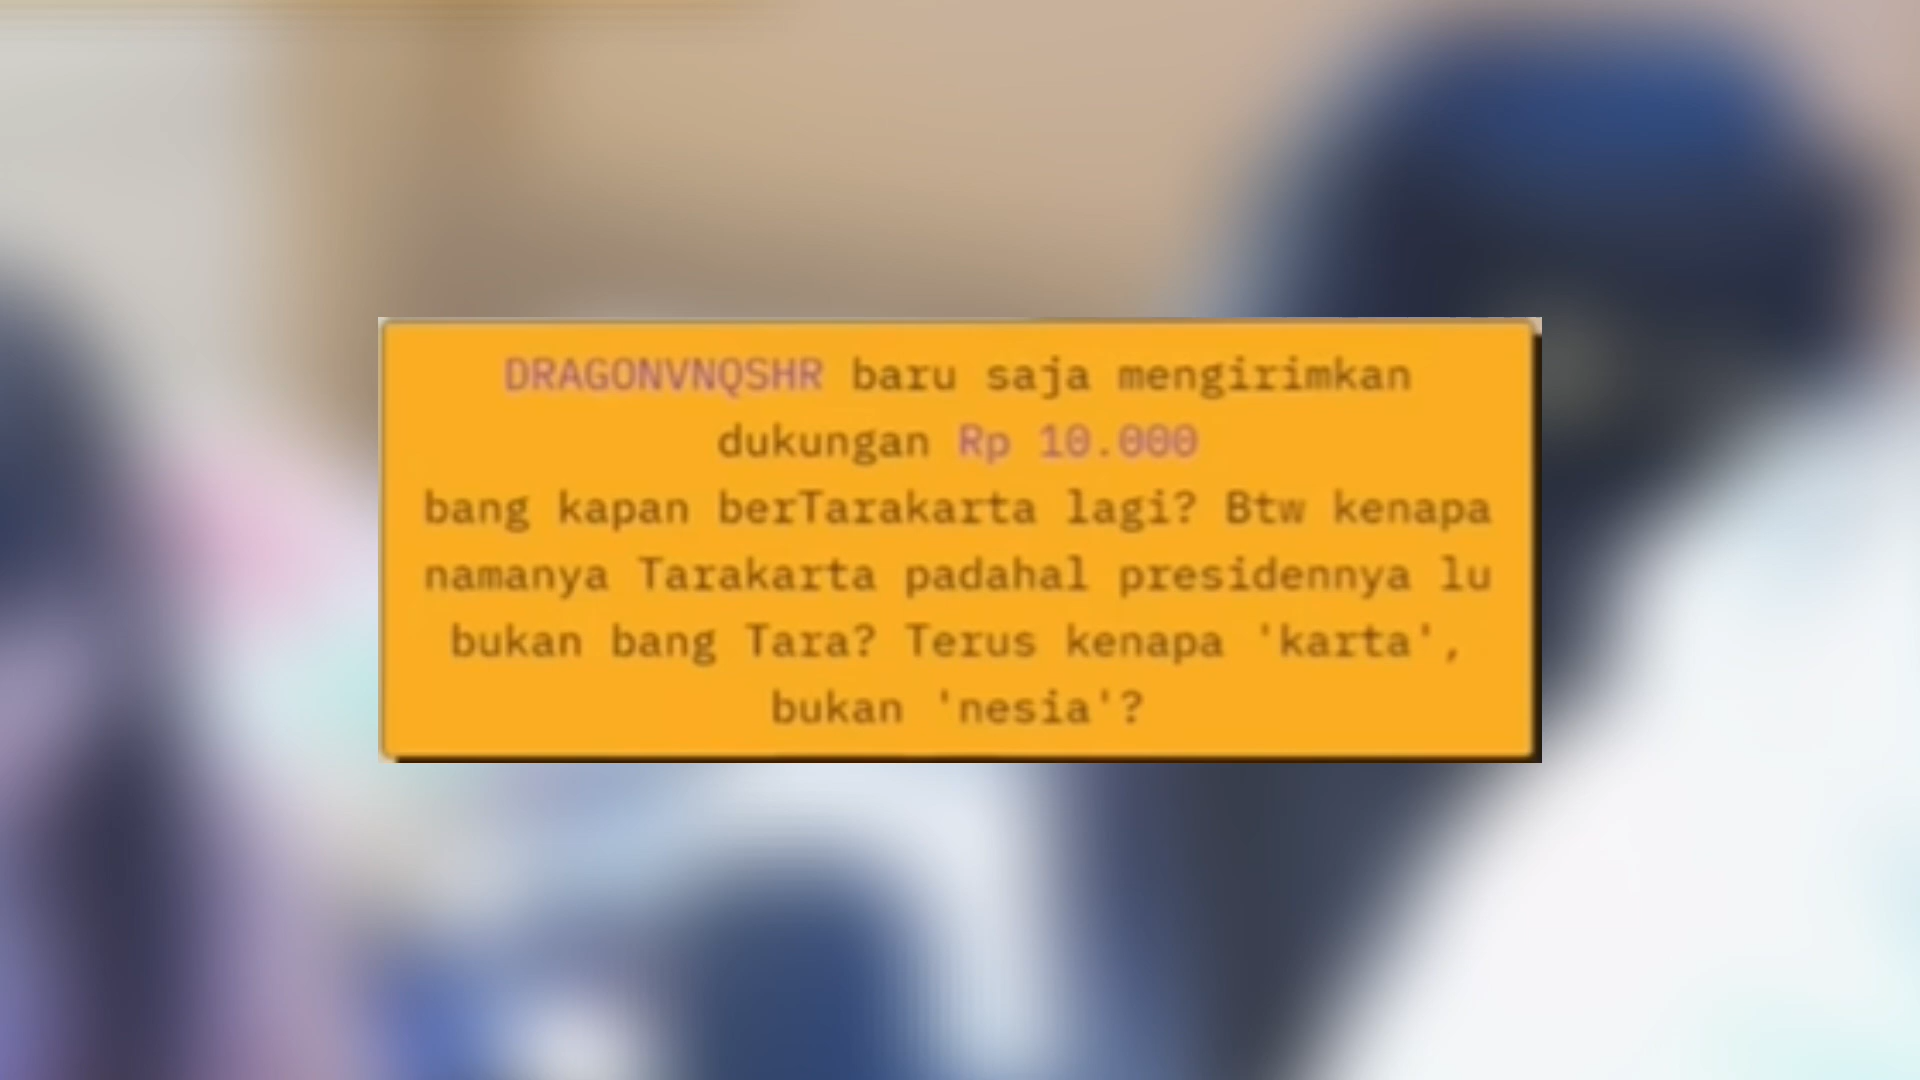 DRAGONVNQSHR baru saja mengirimkan
dukungan Rp 10.000
bang kapan berTarakarta lagi? Btw kenapa
namanya Tarakarta padahal presidennya lu
bukan bang Tara? Terus kenapa 'karta',
bukan 'nesia'?